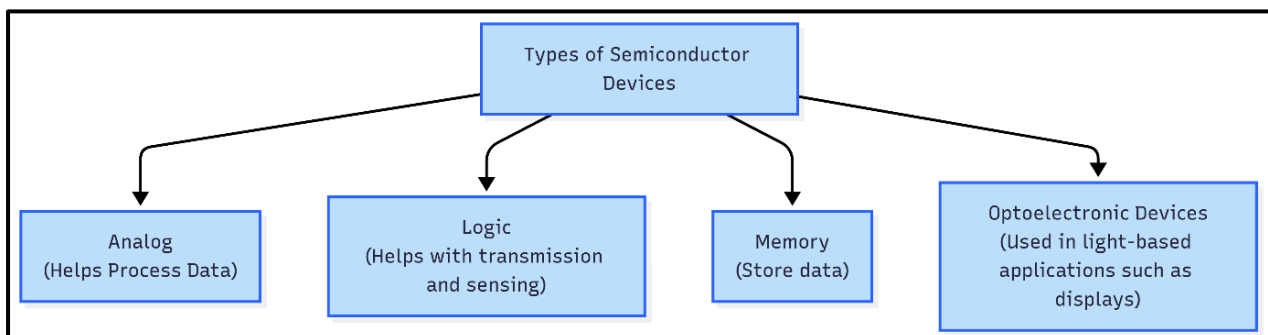 Types of Semiconductor
Devices
Analog
(Helps Process Data)
Logic
(Helps with transmission
and sensing)
Memory
(Store data)
Optoelectronic Devices
(Used in light-based
applications such as
displays)